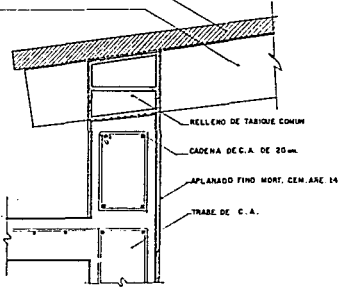 RELLENO DE TABIQUE COMUN
CADENA DE C.A. DE 20 cm.
APLANADO FINO MORT. CEM. ARE. 1:4
TRABE DE C.A.